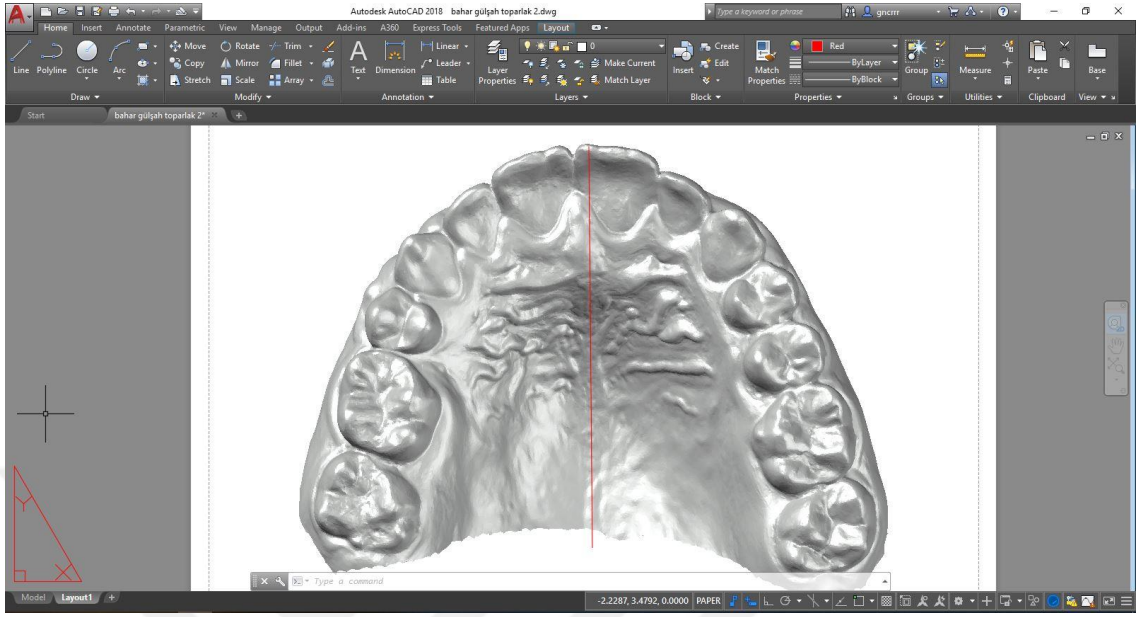 Autodesk AutoCAD 2018 bahar gülşah toparlak 2.dwg
Type a keyword or phrase
gncrrr
Home Insert Annotate Parametric View Manage Output Add-ins A360 Express Tools Featured Apps Layout
Line Polyline Circle Arc
Move Rotate Trim
Copy Mirror Fillet
Stretch Scale Array
Text Dimension
Linear
Leader
Table
Layer Properties
0
Make Current
Match Layer
Insert
Create
Edit
Match Properties
Red
ByLayer
ByBlock
Group
Measure
Paste
Base
Draw Modify Annotation Layers Block Properties Groups Utilities Clipboard View
Start bahar gülşah toparlak 2*
Y
X
Type a command
Model Layout1
-2.2287, 3.4792, 0.0000 PAPER